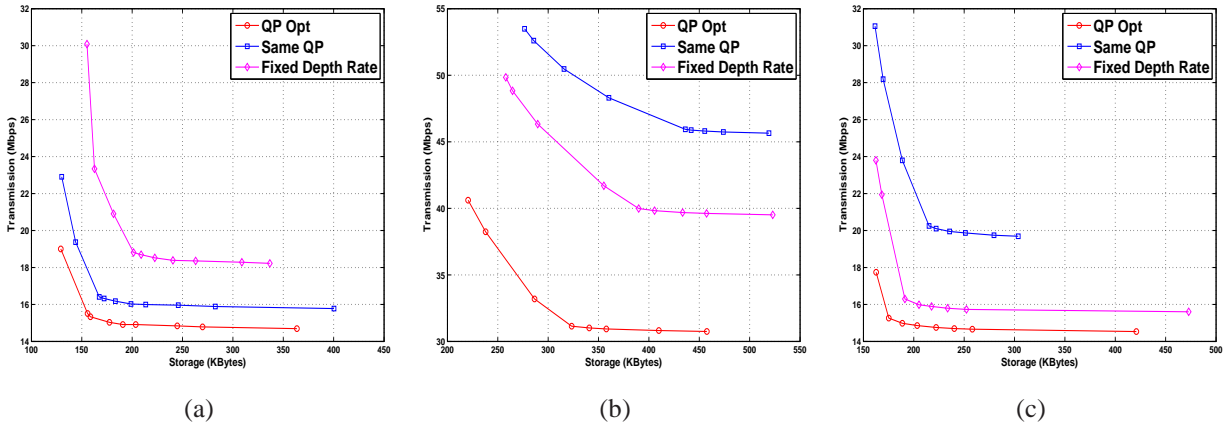 32
30
28
26
24
22
20
18
16
14
Transmission (Mbps)
QP Opt
Same QP
Fixed Depth Rate
100 150 200 250 300 350 400 450
Storage (KBytes)
(a)
55
50
45
40
35
30
Transmission (Mbps)
QP Opt
Same QP
Fixed Depth Rate
200 250 300 350 400 450 500 550
Storage (KBytes)
(b)
32
30
28
26
24
22
20
18
16
14
Transmission (Mbps)
QP Opt
Same QP
Fixed Depth Rate
150 200 250 300 350 400 450 500
Storage (KBytes)
(c)